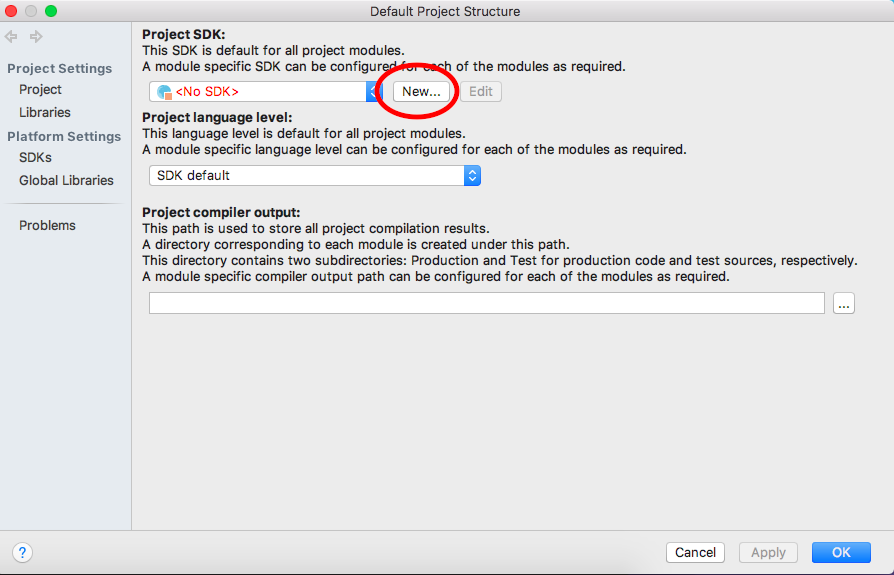 Default Project Structure
Project Settings
Project
Libraries
Platform Settings
SDKs
Global Libraries
Problems
Project SDK:
This SDK is default for all project modules.
A module specific SDK can be configured for each of the modules as required.
<No SDK>
New...
Edit
Project language level:
This language level is default for all project modules.
A module specific language level can be configured for each of the modules as required.
SDK default
Project compiler output:
This path is used to store all project compilation results.
A directory corresponding to each module is created under this path.
This directory contains two subdirectories: Production and Test for production code and test sources, respectively.
A module specific compiler output path can be configured for each of the modules as required.
...
?
Cancel
Apply
OK